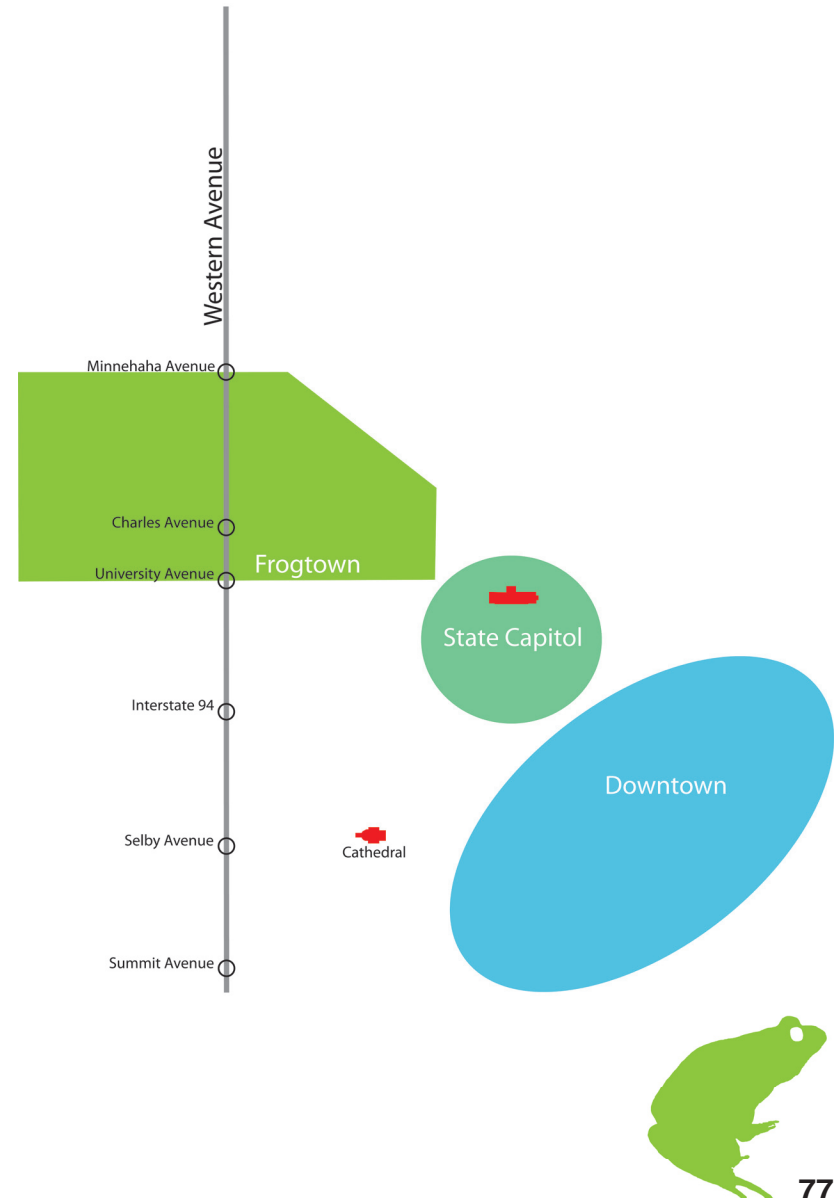 Western Avenue
Minnehaha Avenue
Charles Avenue
Frogtown
University Avenue
State Capitol
Interstate 94
Downtown
Selby Avenue
Cathedral
Summit Avenue
77